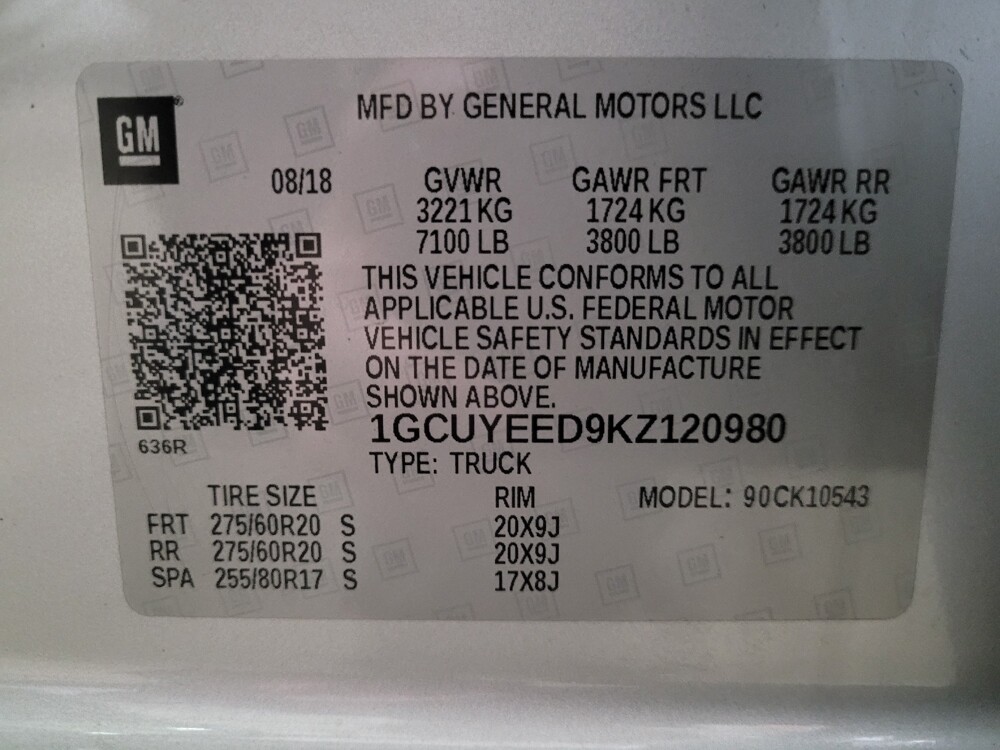 GM
MFD BY GENERAL MOTORS LLC
08/18 GVWR GAWR FRT GAWR RR
3221 KG 1724 KG 1724 KG
7100 LB 3800 LB 3800 LB
THIS VEHICLE CONFORMS TO ALL
APPLICABLE U.S. FEDERAL MOTOR
VEHICLE SAFETY STANDARDS IN EFFECT
ON THE DATE OF MANUFACTURE
SHOWN ABOVE.
1GCUYEED9KZ120980
636R
TYPE: TRUCK
TIRE SIZE RIM MODEL: 90CK10543
FRT 275/60R20 S 20X9J
RR 275/60R20 S 20X9J
SPA 255/80R17 S 17X8J